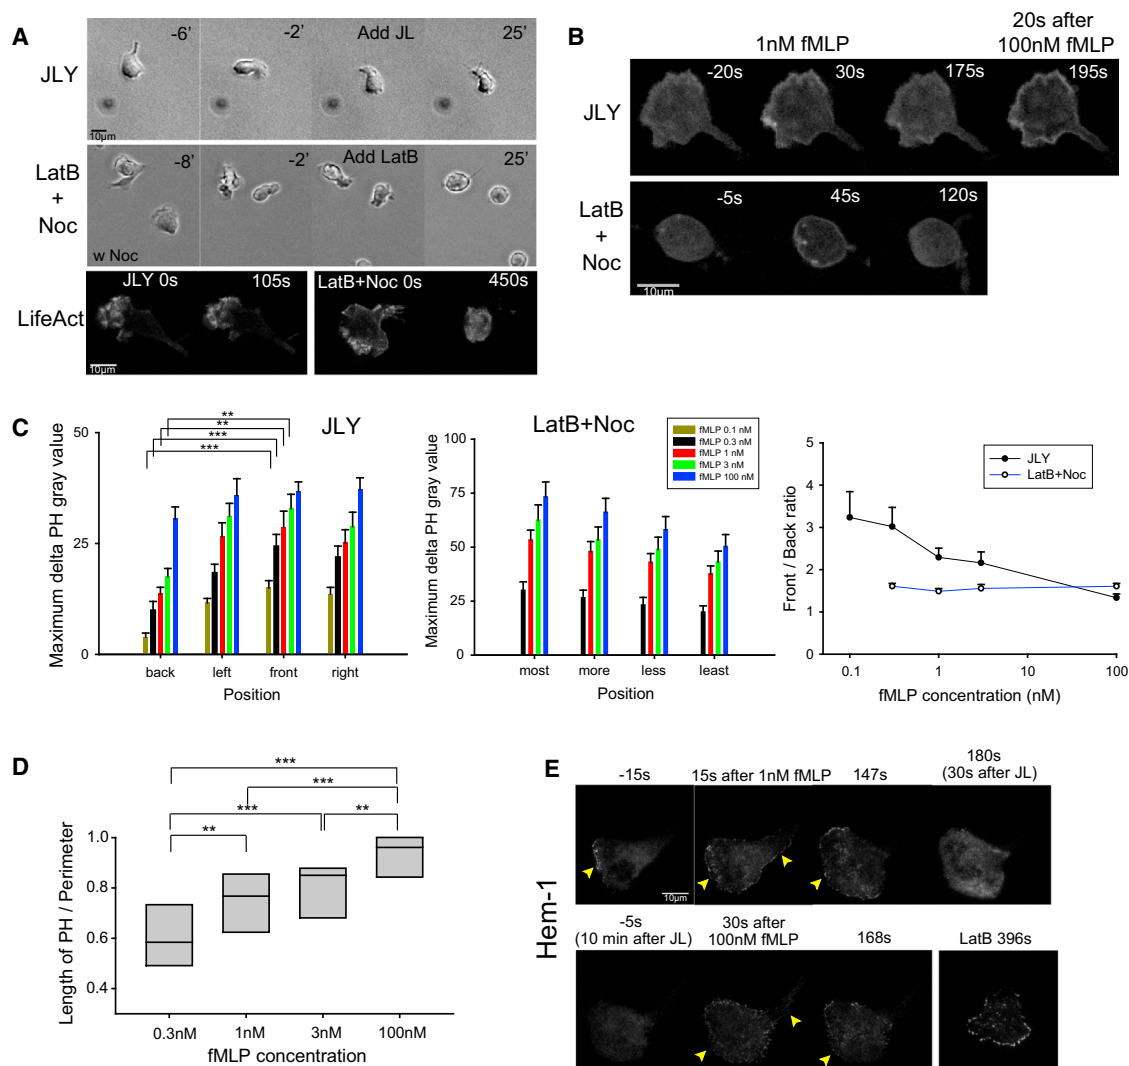 A
JLY
-6’
-2’
Add JL
25’
10µm
LatB
+
Noc
-8’
-2’
Add LatB
25’
w Noc
LifeAct
JLY 0s
105s
LatB+Noc 0s
450s
10µm
B
1nM fMLP
20s after
100nM fMLP
JLY
-20s
30s
175s
195s
LatB
+
Noc
-5s
45s
120s
10µm
C
JLY
**
**
***
***
Maximum delta PH gray value
50
25
0
back left front right
Position
LatB+Noc
Maximum delta PH gray value
100
75
50
25
0
most more less least
Position
fMLP 0.1 nM
fMLP 0.3 nM
fMLP 1 nM
fMLP 3 nM
fMLP 100 nM
Front / Back ratio
5
4
3
2
1
0
0.1 1 10 100
fMLP concentration (nM)
JLY
LatB+Noc
D
***
***
*** **
**
Length of PH / Perimeter
1.0
0.8
0.6
0.4
0.3nM 1nM 3nM 100nM
fMLP concentration
E
Hem-1
-15s
15s after 1nM fMLP
147s
180s
(30s after JL)
10µm
-5s
(10 min after JL)
30s after
100nM fMLP
168s
LatB 396s